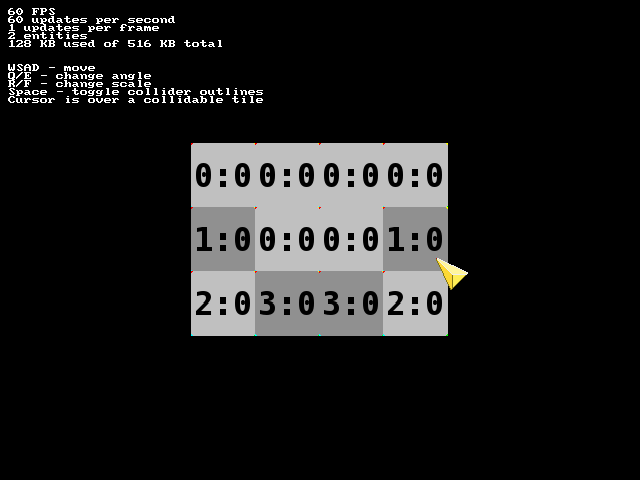 60 FPS
60 updates per second
1 updates per frame
2 entities
128 KB used of 516 KB total
WSAD - move
Q/E - change angle
R/F - change scale
Space - toggle collider outlines
Cursor is over a collidable tile
0:0 0:0 0:0 0:0
1:0 0:0 0:0 1:0
2:0 3:0 3:0 2:0